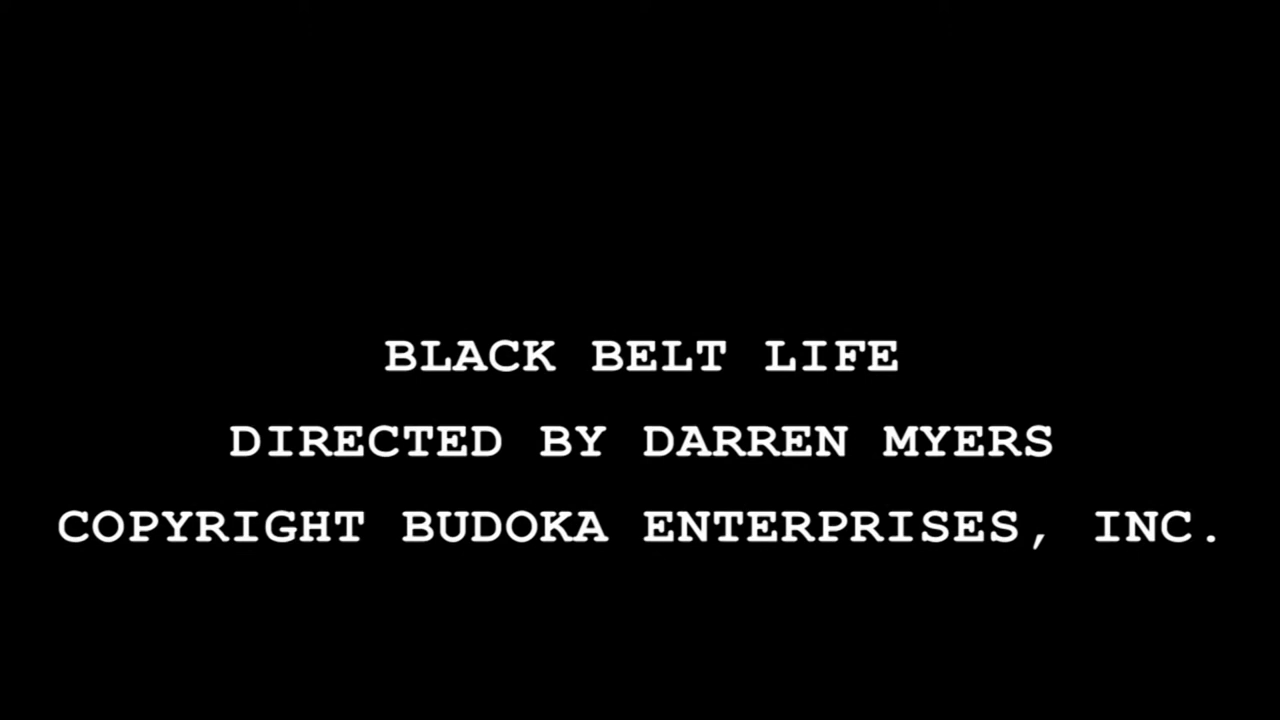 BLACK BELT LIFE
DIRECTED BY DARREN MYERS
COPYRIGHT BUDOKA ENTERPRISES, INC.